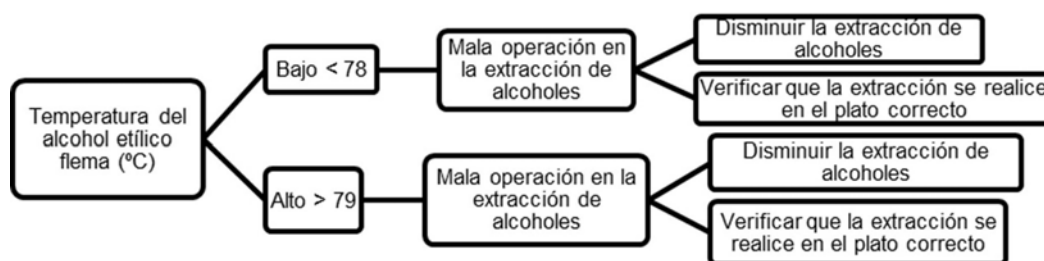 Temperatura del
alcohol etílico
flema (ºC)
Bajo < 78
Mala operación en
la extracción de
alcoholes
Disminuir la extracción de
alcoholes
Verificar que la extracción se realice
en el plato correcto
Alto > 79
Mala operación en la
extracción de
alcoholes
Disminuir la extracción de
alcoholes
Verificar que la extracción se
realice en el plato correcto